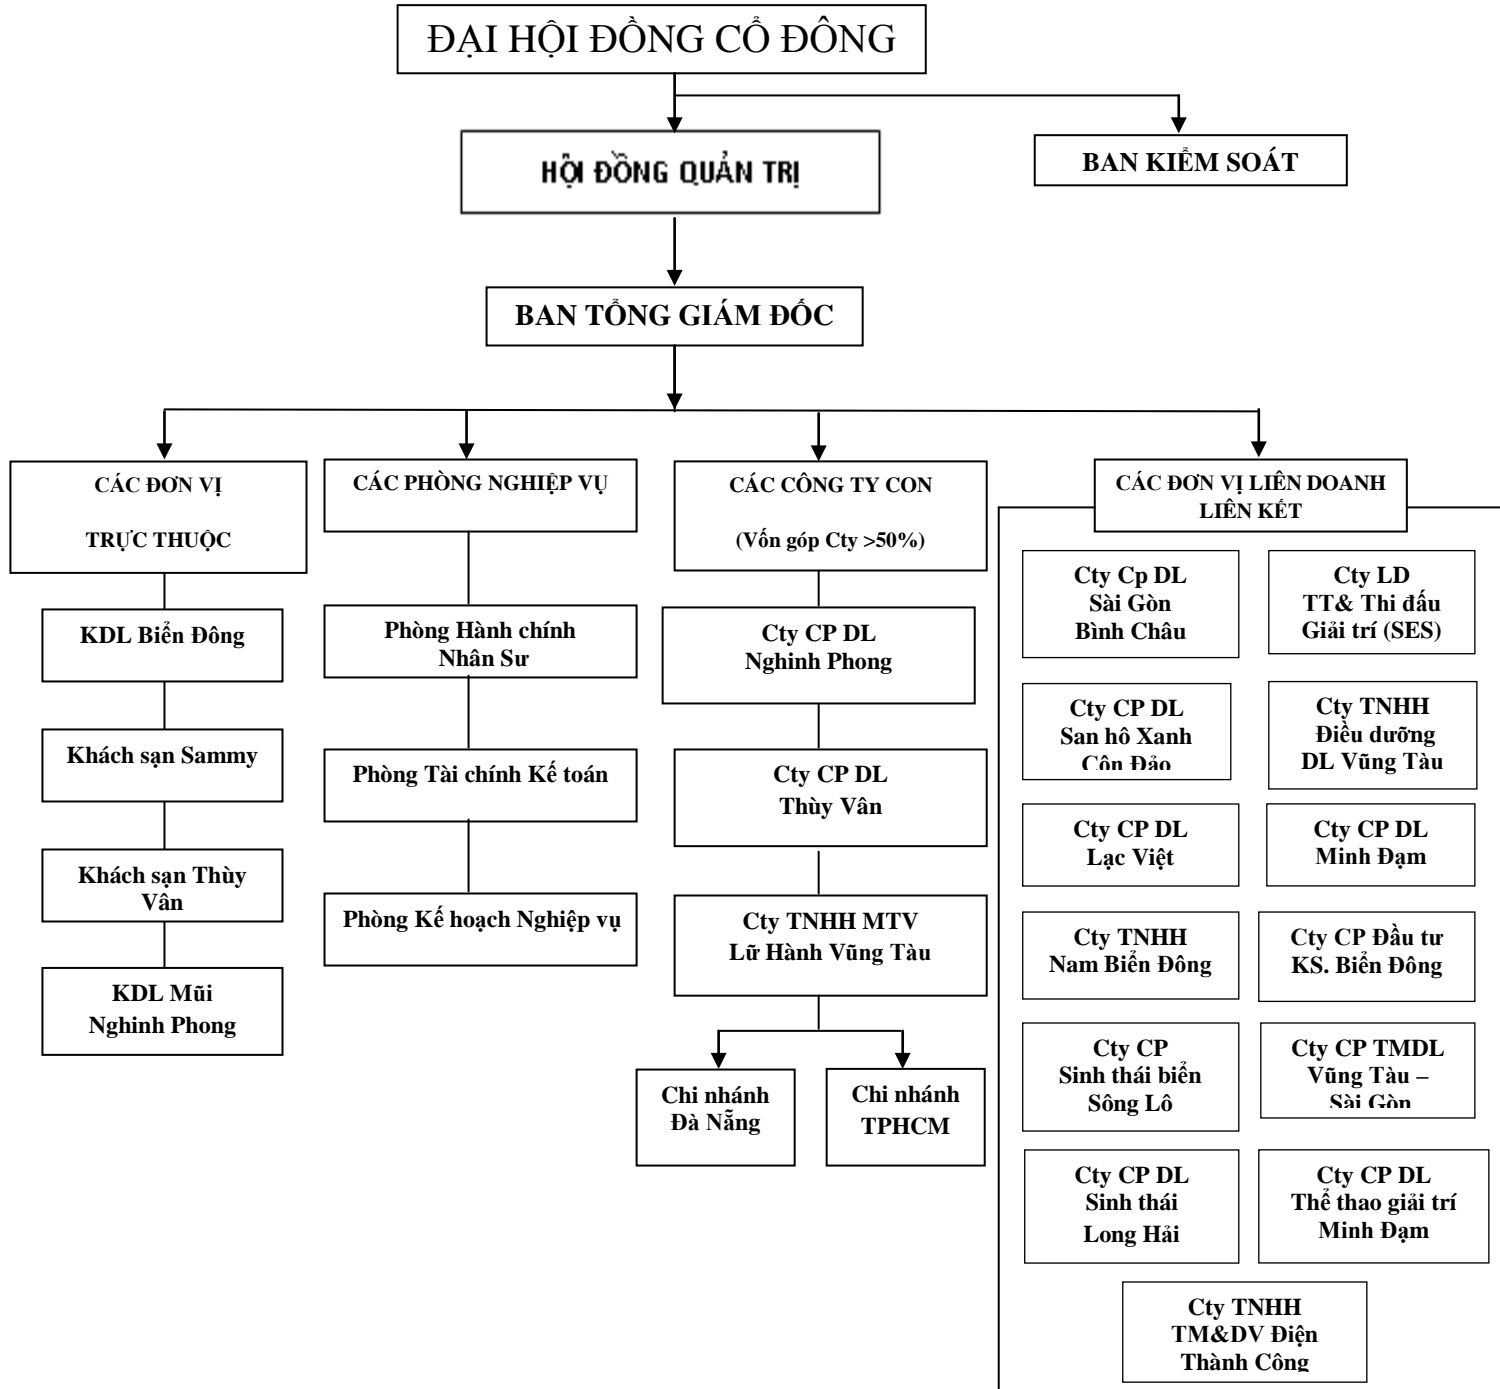 ĐẠI HỘI ĐỒNG CỔ ĐÔNG
HỘI ĐỒNG QUẢN TRỊ
BAN KIỂM SOÁT
BAN TỔNG GIÁM ĐỐC
CÁC ĐƠN VỊ
TRỰC THUỘC
KDL Biển Đông
Khách sạn Sammy
Khách sạn Thùy
Vân
KDL Mũi
Nghinh Phong
CÁC PHÒNG NGHIỆP VỤ
Phòng Hành chính
Nhân Sư
Phòng Tài chính Kế toán
Phòng Kế hoạch Nghiệp vụ
CÁC CÔNG TY CON
(Vốn góp Cty >50%)
Cty CP DL
Nghinh Phong
Cty CP DL
Thùy Vân
Cty TNHH MTV
Lữ Hành Vũng Tàu
Chi nhánh
Đà Nẵng
Chi nhánh
TPHCM
CÁC ĐƠN VỊ LIÊN DOANH
LIÊN KẾT
Cty Cp DL
Sài Gòn
Bình Châu
Cty LD
TT& Thi đấu
Giải trí (SES)
Cty CP DL
San hô Xanh
Côn Đảo
Cty TNHH
Điều dưỡng
DL Vũng Tàu
Cty CP DL
Lạc Việt
Cty CP DL
Minh Đạm
Cty TNHH
Nam Biển Đông
Cty CP Đầu tư
KS. Biển Đông
Cty CP
Sinh thái biển
Sông Lô
Cty CP TMDL
Vũng Tàu –
Sài Gòn
Cty CP DL
Sinh thái
Long Hải
Cty CP DL
Thể thao giải trí
Minh Đạm
Cty TNHH
TM&DV Điện
Thành Công